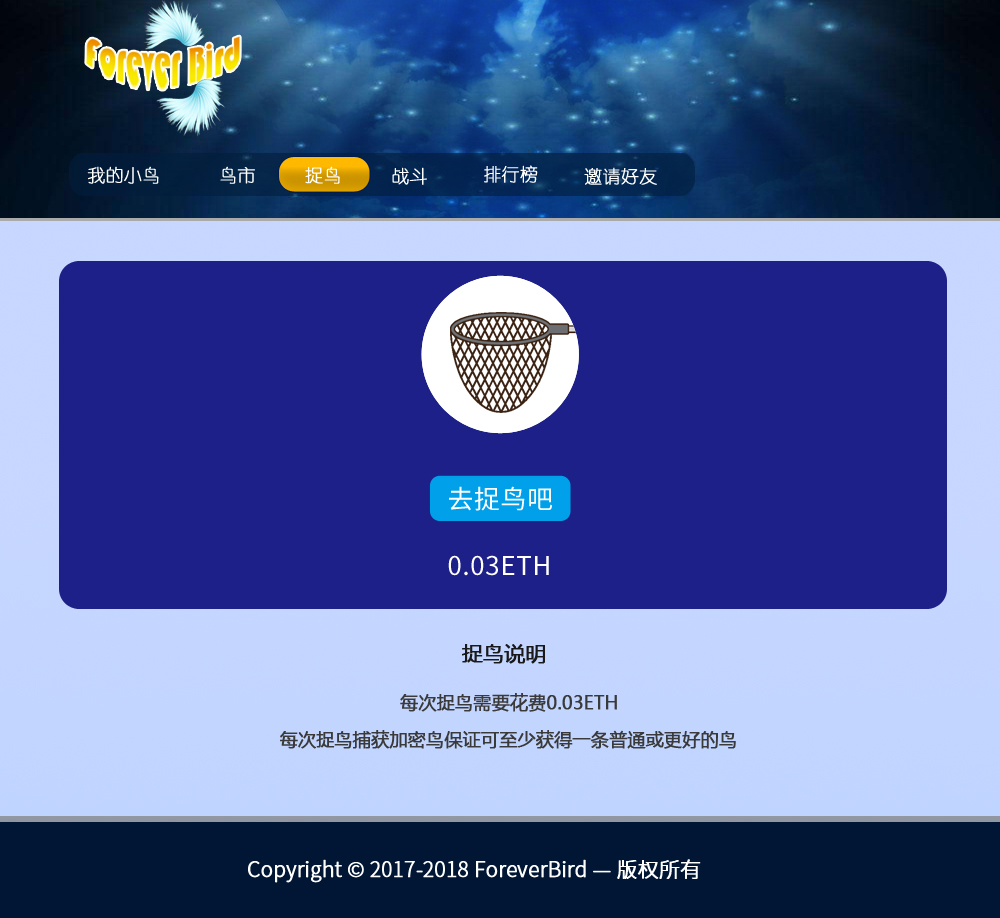 Forever Bird
我的小鸟 鸟市 捉鸟 战斗 排行榜 邀请好友
去捉鸟吧
0.03ETH
捉鸟说明
每次捉鸟需要花费0.03ETH
每次捉鸟捕获加密鸟保证可至少获得一条普通或更好的鸟
Copyright © 2017-2018 ForeverBird — 版权所有